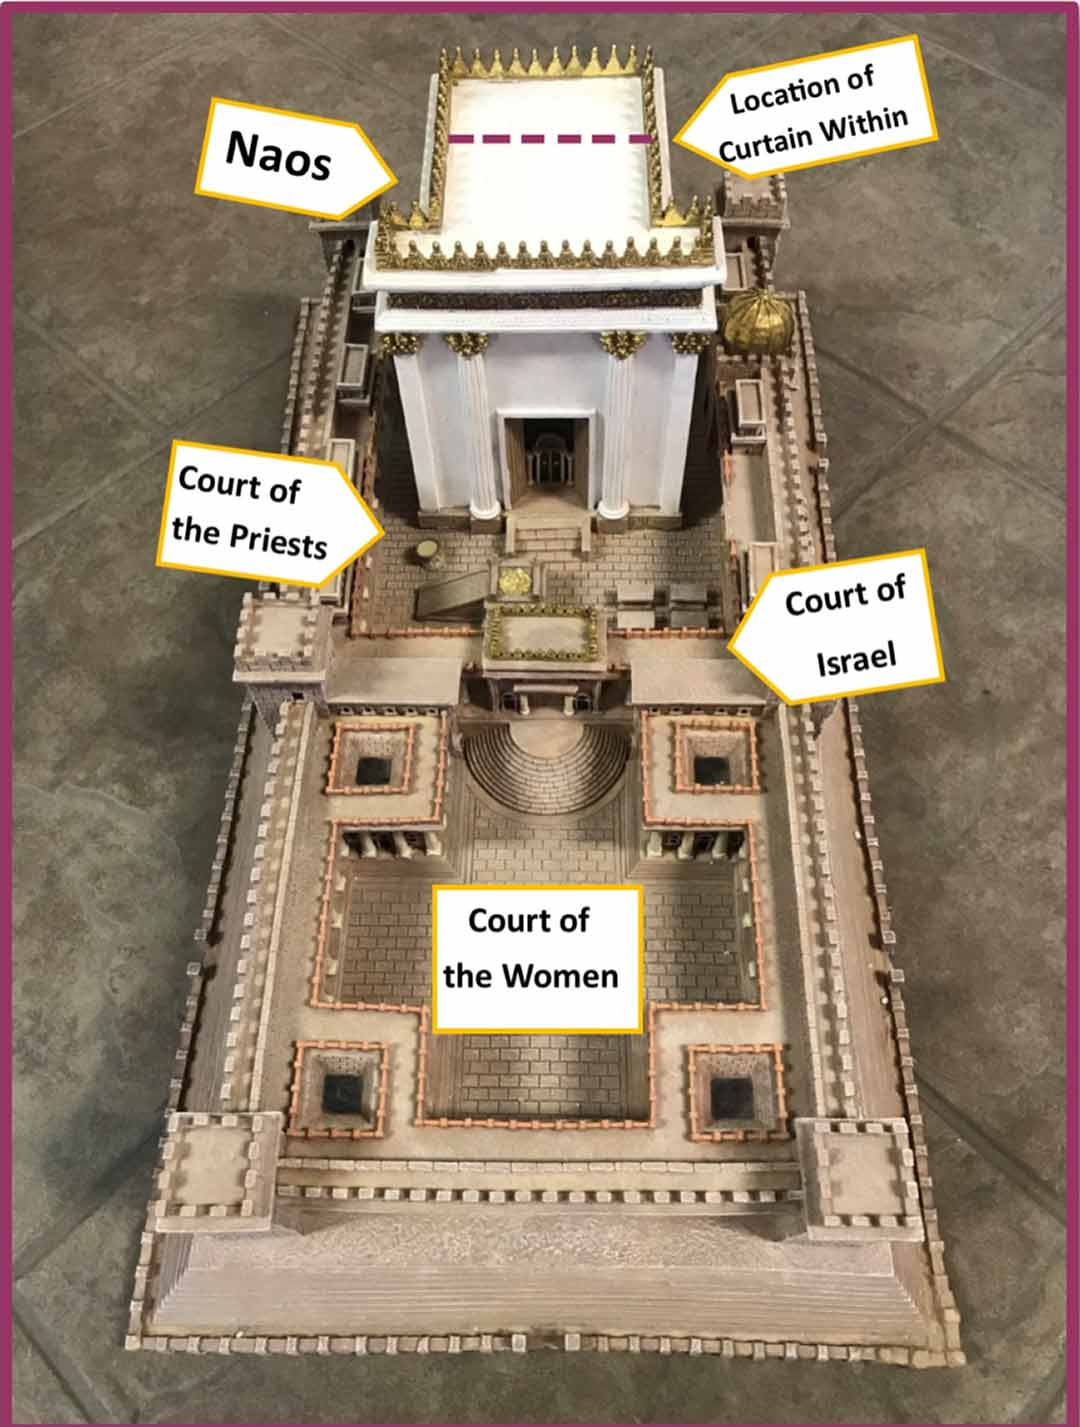 Naos
Location of
Curtain Within
Court of
the Priests
Court of
Israel
Court of
the Women